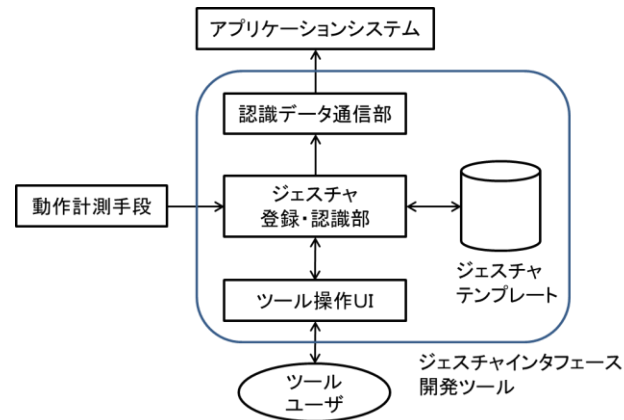 アプリケーションシステム
認識データ通信部
動作計測手段
ジェスチャ
登録・認識部
ジェスチャ
テンプレート
ツール操作UI
ジェスチャインタフェース
開発ツール
ツール
ユーザ